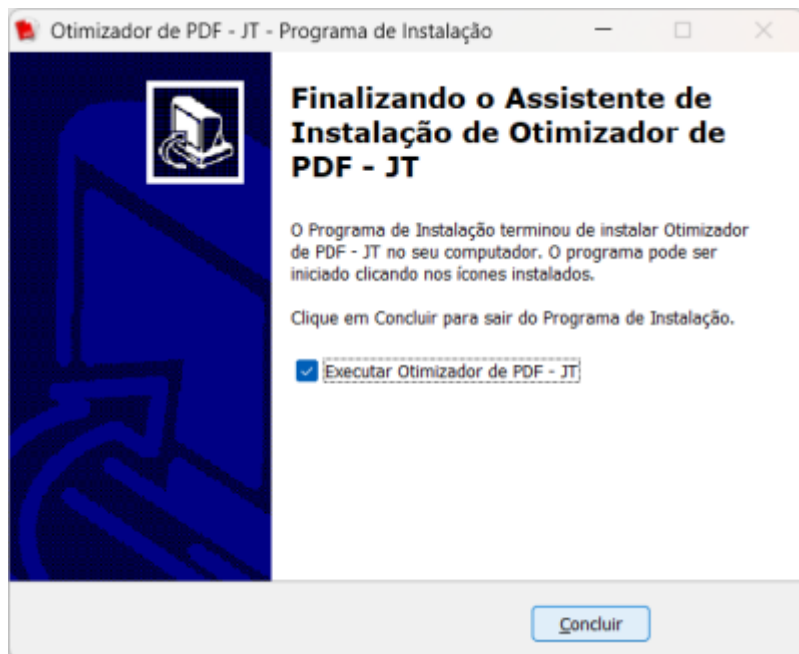 Otimizador de PDF - JT - Programa de Instalação
Finalizando o Assistente de
Instalação de Otimizador de
PDF - JT
O Programa de Instalação terminou de instalar Otimizador
de PDF - JT no seu computador. O programa pode ser
iniciado clicando nos ícones instalados.
Clique em Concluir para sair do Programa de Instalação.
Executar Otimizador de PDF - JT
Concluir